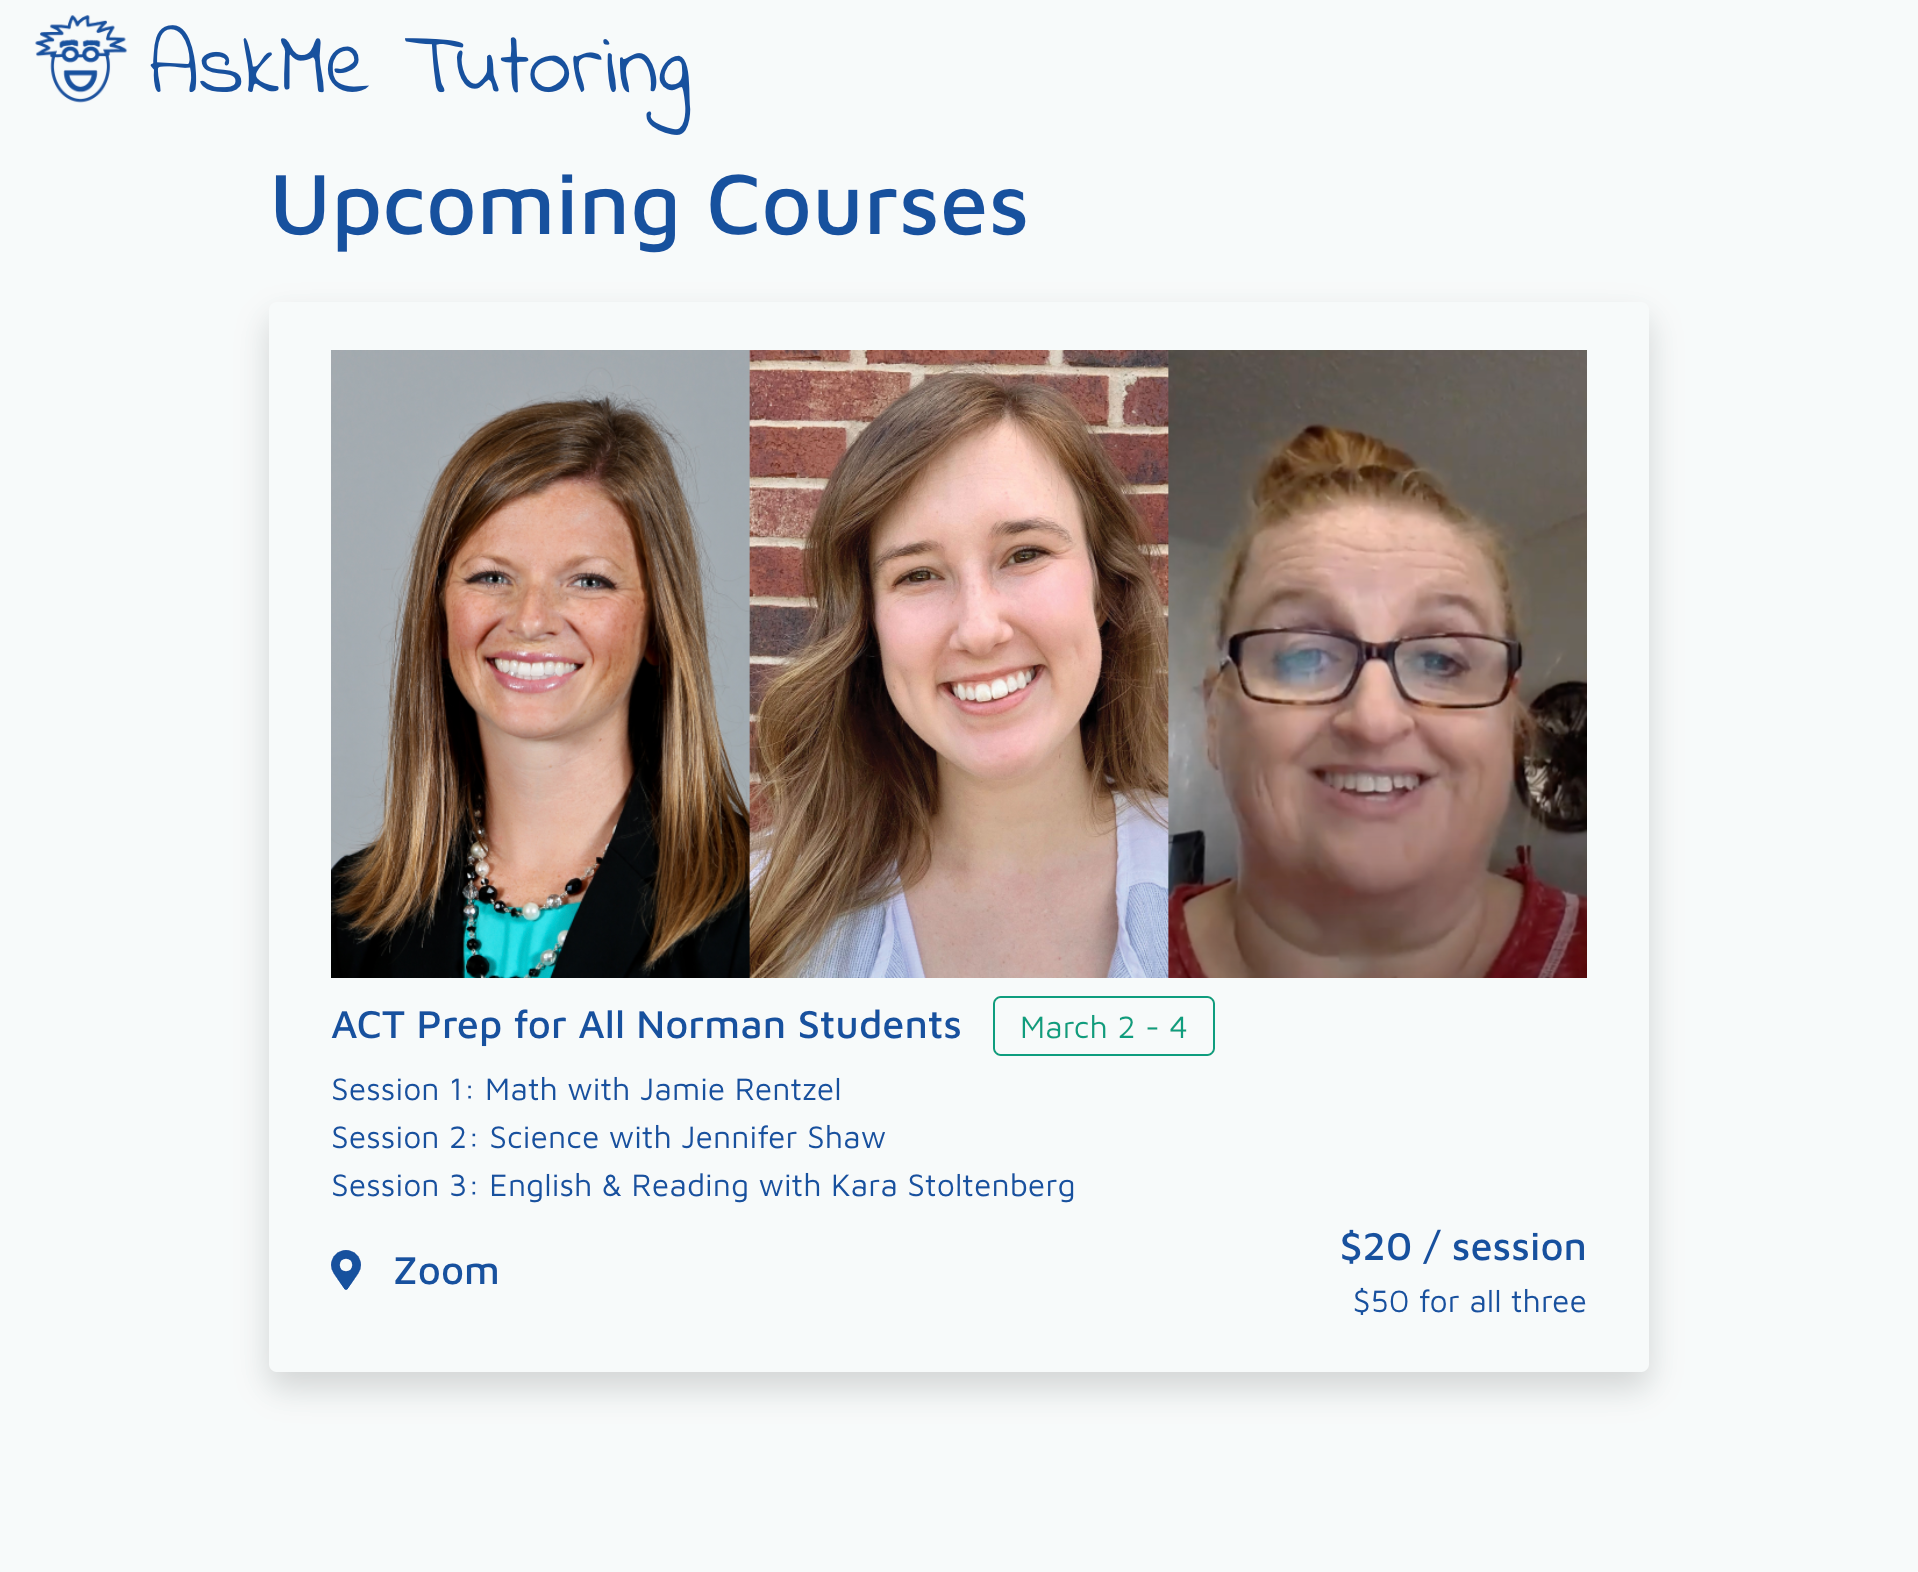 AskMe Tutoring
Upcoming Courses
ACT Prep for All Norman Students
March 2 - 4
Session 1: Math with Jamie Rentzel
Session 2: Science with Jennifer Shaw
Session 3: English & Reading with Kara Stoltenberg
Zoom
$20 / session
$50 for all three